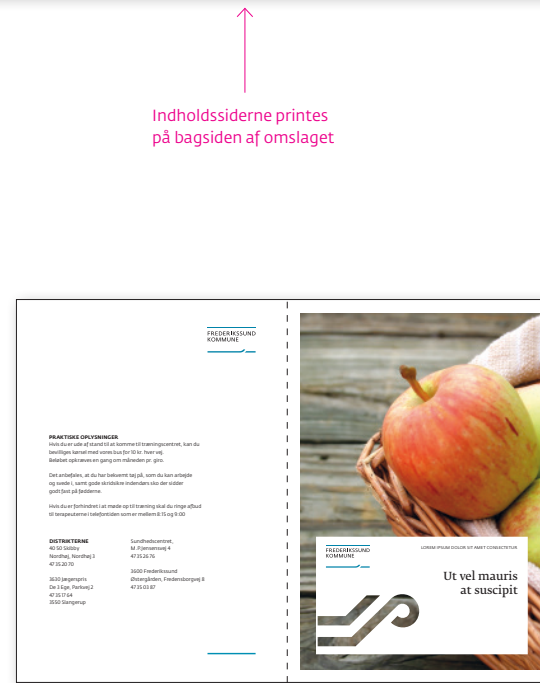 Indholdssiderne printes
på bagsiden af omslaget
FREDERIKSSUND
KOMMUNE
PRAKTISKE OPLYSNINGER
Hvis du er ude af stand til at komme til træningscentret, kan du
bevilliges kørsel med vores bus for 10 kr. hver vej.
Beløbet opkræves en gang om måneden pr. giro.
Det anbefales, at du har bekvemt tøj på, som du kan arbejde
og svede i, samt gode skridsikre indendørs sko der sidder
godt fast på fødderne.
Hvis du er forhindret i at møde op til træning skal du ringe afbud
til terapeuterne i telefontiden som er mellem 8.15 og 9.00
DISTRIKTERNE
40 50 Skibby
Nordhøj, Nordhøj 3
47 35 20 70
3630 Jægerspris
De 3 Ege, Parkvej 2
47 35 17 64
3550 Slangerup
Sundhedscentret,
M. P. Jensensvej 4
47 35 26 76
3600 Frederikssund
Østergården, Fredensborgvej 8
47 35 03 87
FREDERIKSSUND
KOMMUNE
LOREM IPSUM DOLOR SIT AMET CONSECTETUR
Ut vel mauris
at suscipit